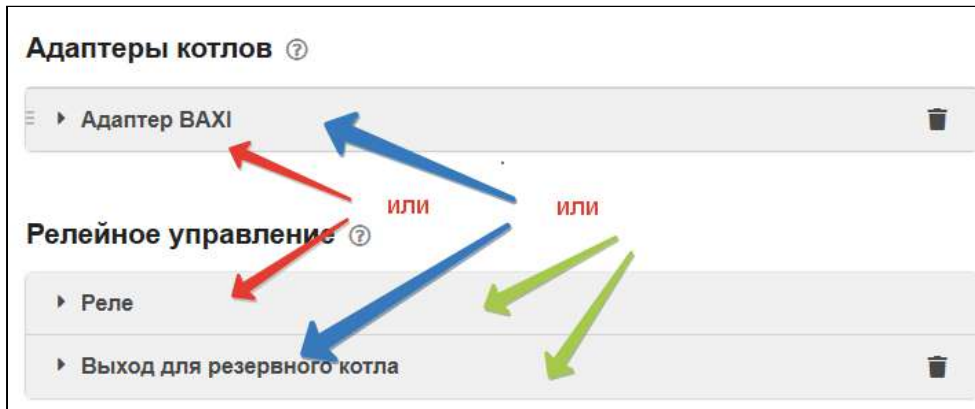 Адаптеры котлов ?
Адаптер BAXI
или
или
Релейное управление ?
Реле
Выход для резервного котла